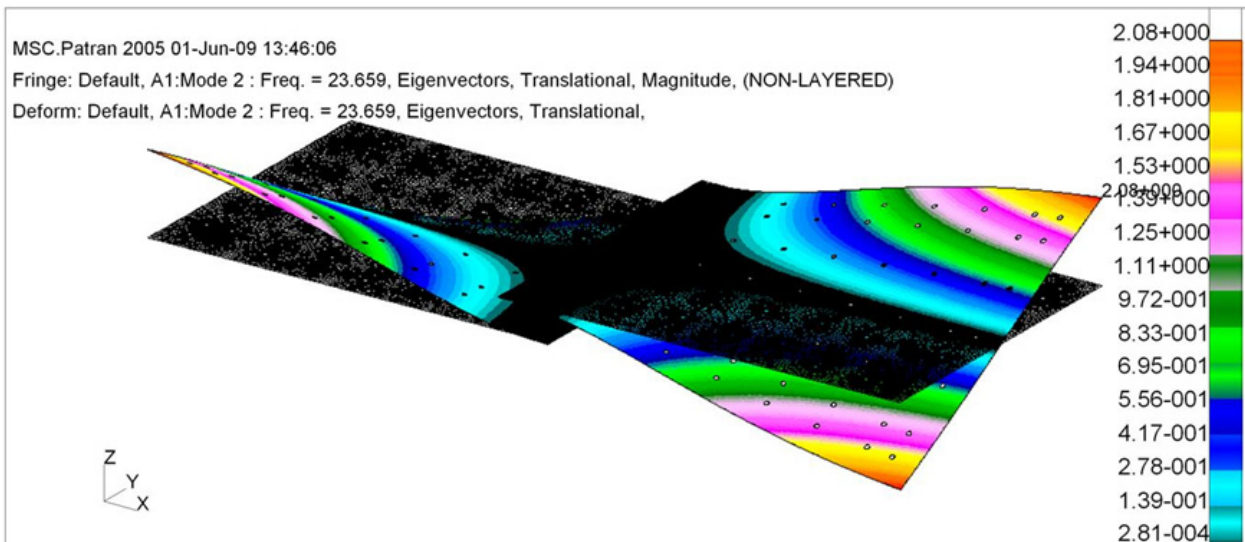 MSC.Patran 2005 01-Jun-09 13:46:06
Fringe: Default, A1:Mode 2 : Freq. = 23.659, Eigenvectors, Translational, Magnitude, (NON-LAYERED)
Deform: Default, A1:Mode 2 : Freq. = 23.659, Eigenvectors, Translational,
2.08+000
1.94+000
1.81+000
1.67+000
1.53+000
2.08+000
1.39+000
1.25+000
1.11+000
9.72-001
8.33-001
6.95-001
5.56-001
4.17-001
2.78-001
1.39-001
2.81-004
Z
Y
X